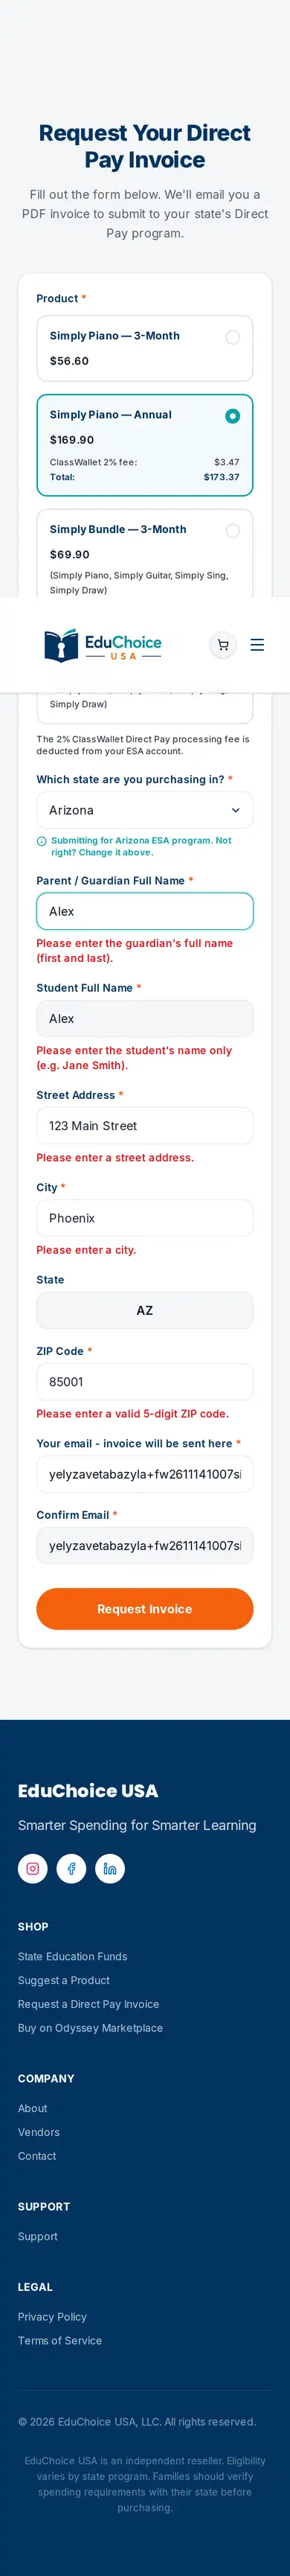 Request Your Direct
Pay Invoice
Fill out the form below. We'll email you a
PDF invoice to submit to your state's Direct
Pay program.
Product *
Simply Piano — 3-Month
$56.60
Simply Piano — Annual
$169.90
ClassWallet 2% fee: $3.47
Total: $173.37
Simply Bundle — 3-Month
$69.90
(Simply Piano, Simply Guitar, Simply Sing,
Simply Draw)
EduChoice
USA
Simply Draw)
The 2% ClassWallet Direct Pay processing fee is
deducted from your ESA account.
Which state are you purchasing in? *
Arizona
Submitting for Arizona ESA program. Not
right? Change it above.
Parent / Guardian Full Name *
Alex
Please enter the guardian's full name
(first and last).
Student Full Name *
Alex
Please enter the student's name only
(e.g. Jane Smith).
Street Address *
123 Main Street
Please enter a street address.
City *
Phoenix
Please enter a city.
State
AZ
ZIP Code *
85001
Please enter a valid 5-digit ZIP code.
Your email - invoice will be sent here *
yelyzavetabazyla+fw2611141007si
Confirm Email *
yelyzavetabazyla+fw2611141007si
Request Invoice
EduChoice USA
Smarter Spending for Smarter Learning
SHOP
State Education Funds
Suggest a Product
Request a Direct Pay Invoice
Buy on Odyssey Marketplace
COMPANY
About
Vendors
Contact
SUPPORT
Support
LEGAL
Privacy Policy
Terms of Service
© 2026 EduChoice USA, LLC. All rights reserved.
EduChoice USA is an independent reseller. Eligibility
varies by state program. Families should verify
spending requirements with their state before
purchasing.